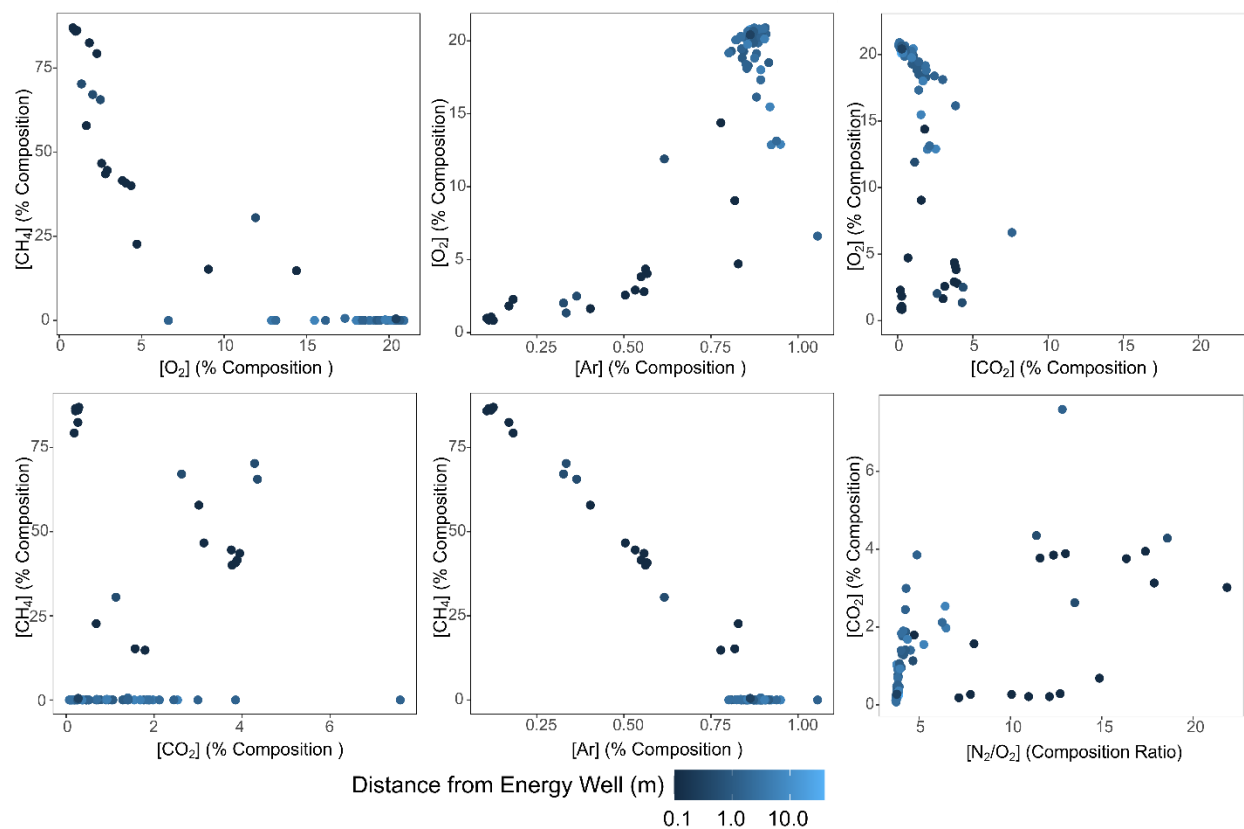 [CH₄] (% Composition)
75
50
25
0
0 5 10 15 20
[O₂] (% Composition )
[O₂] (% Composition)
20
15
10
5
0
0.25 0.50 0.75 1.00
[Ar] (% Composition )
[O₂] (% Composition)
20
15
10
5
0
0 5 10 15 20
[CO₂] (% Composition )
[CH₄] (% Composition)
75
50
25
0
0 2 4 6
[CO₂] (% Composition )
[CH₄] (% Composition)
75
50
25
0
0.25 0.50 0.75 1.00
[Ar] (% Composition )
[CO₂] (% Composition)
6
4
2
0
5 10 15 20
[N₂/O₂] (Composition Ratio)
Distance from Energy Well (m)
0.1 1.0 10.0